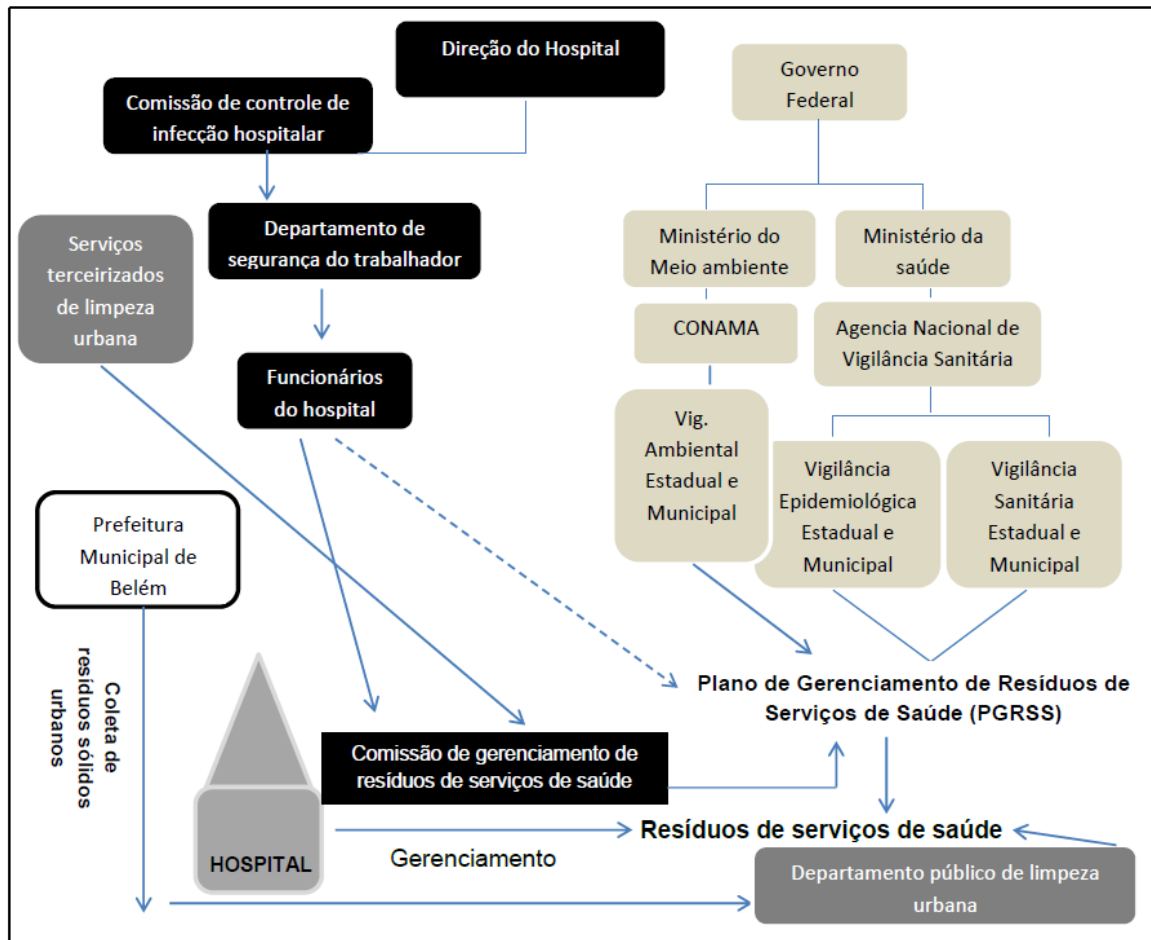 Direção do Hospital
Governo
Federal
Comissão de controle de
infecção hospitalar
Departamento de
segurança do trabalhador
Serviços
terceirizados
de limpeza
urbana
Ministério do
Meio ambiente
Ministério da
saúde
CONAMA
Agencia Nacional de
Vigilância Sanitária
Funcionários
do hospital
Vig.
Ambiental
Estadual e
Municipal
Vigilância
Epidemiológica
Estadual e
Municipal
Vigilância
Sanitária
Estadual e
Municipal
Prefeitura
Municipal de
Belém
Coleta de
resíduos sólidos
urbanos
Plano de Gerenciamento de Resíduos de
Serviços de Saúde (PGRSS)
Comissão de gerenciamento de
resíduos de serviços de saúde
Resíduos de serviços de saúde
HOSPITAL
Gerenciamento
Departamento público de limpeza
urbana